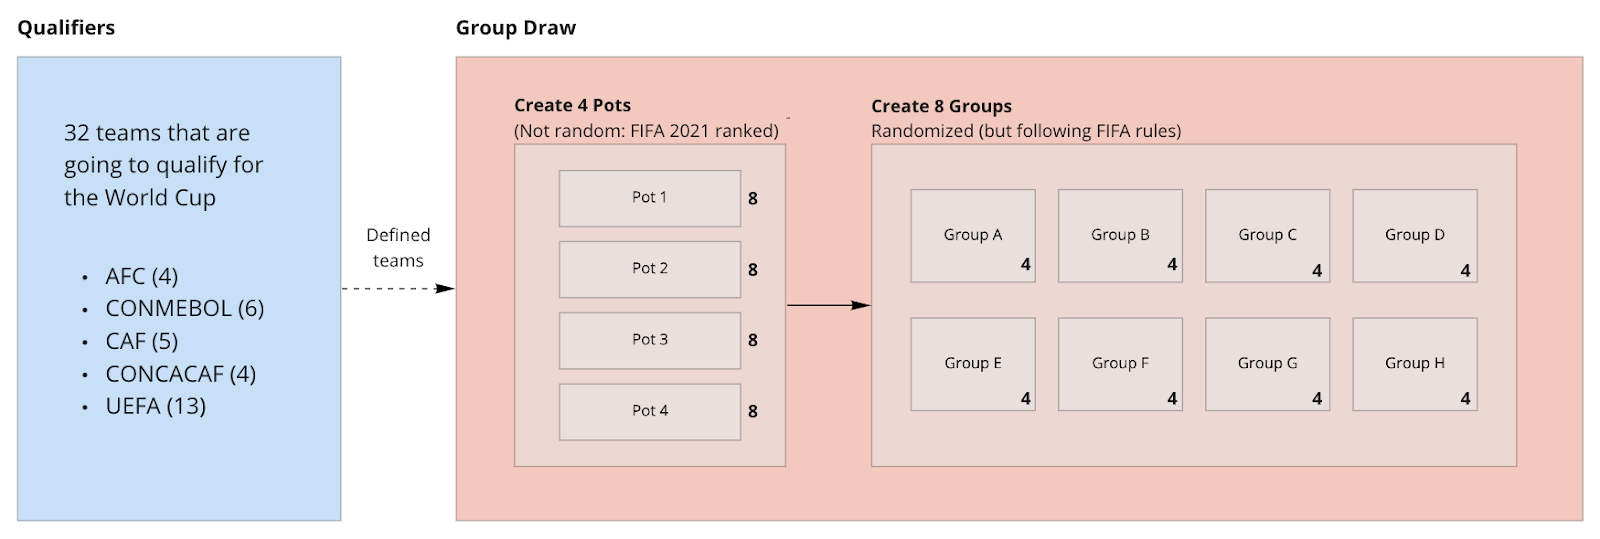 Qualifiers
32 teams that are
going to qualify for
the World Cup
• AFC (4)
• CONMEBOL (6)
• CAF (5)
• CONCACAF (4)
• UEFA (13)
Defined
teams
Group Draw
Create 4 Pots
(Not random: FIFA 2021 ranked)
Pot 1 8
Pot 2 8
Pot 3 8
Pot 4 8
Create 8 Groups
Randomized (but following FIFA rules)
Group A 4
Group B 4
Group C 4
Group D 4
Group E 4
Group F 4
Group G 4
Group H 4